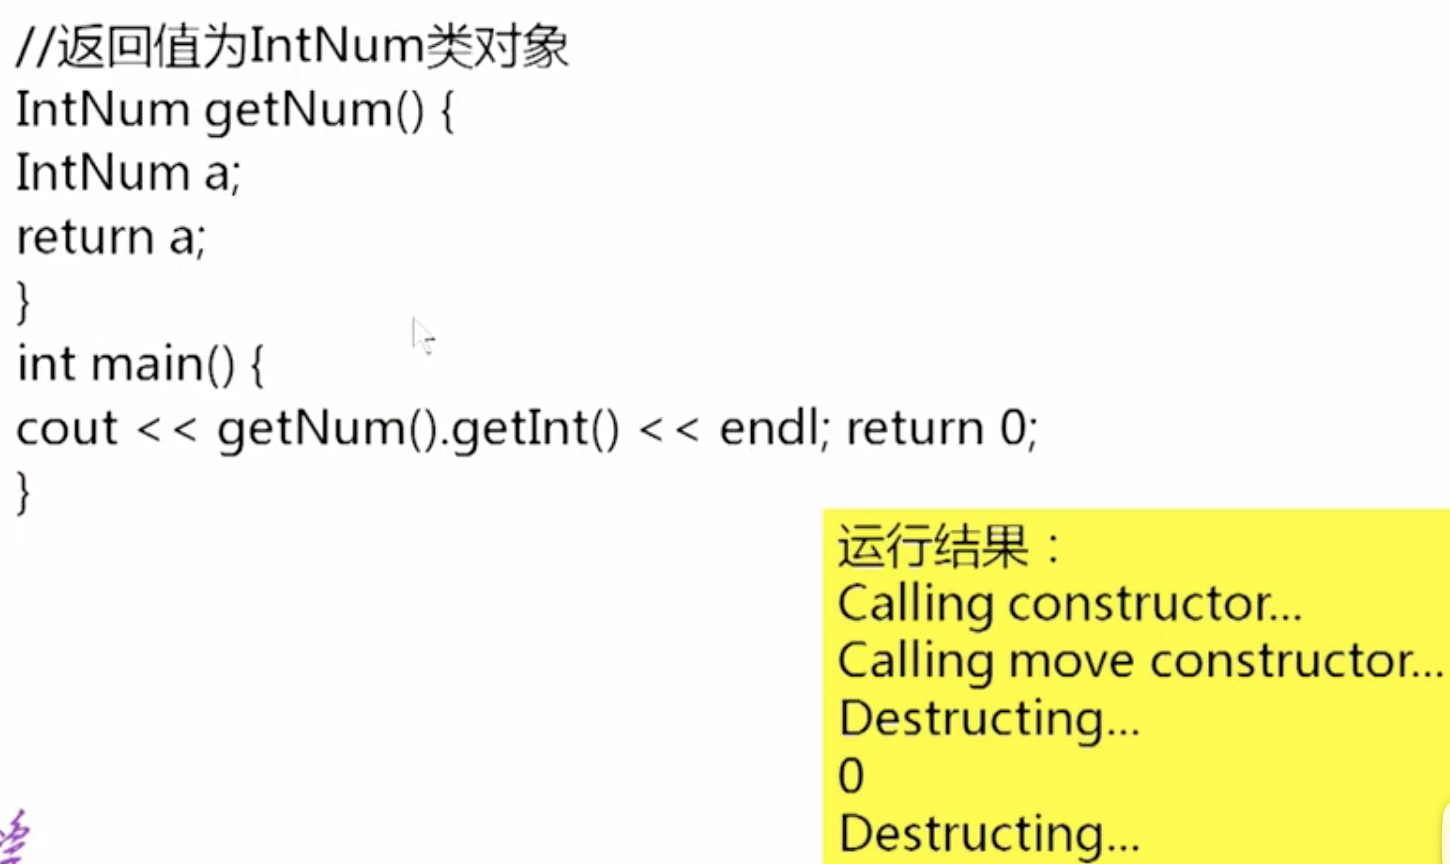 //返回值为IntNum类对象
IntNum getNum() {
IntNum a;
return a;
}
int main() {
cout << getNum().getInt() << endl; return 0;
}
运行结果：
Calling constructor...
Calling move constructor...
Destructing...
0
Destructing...